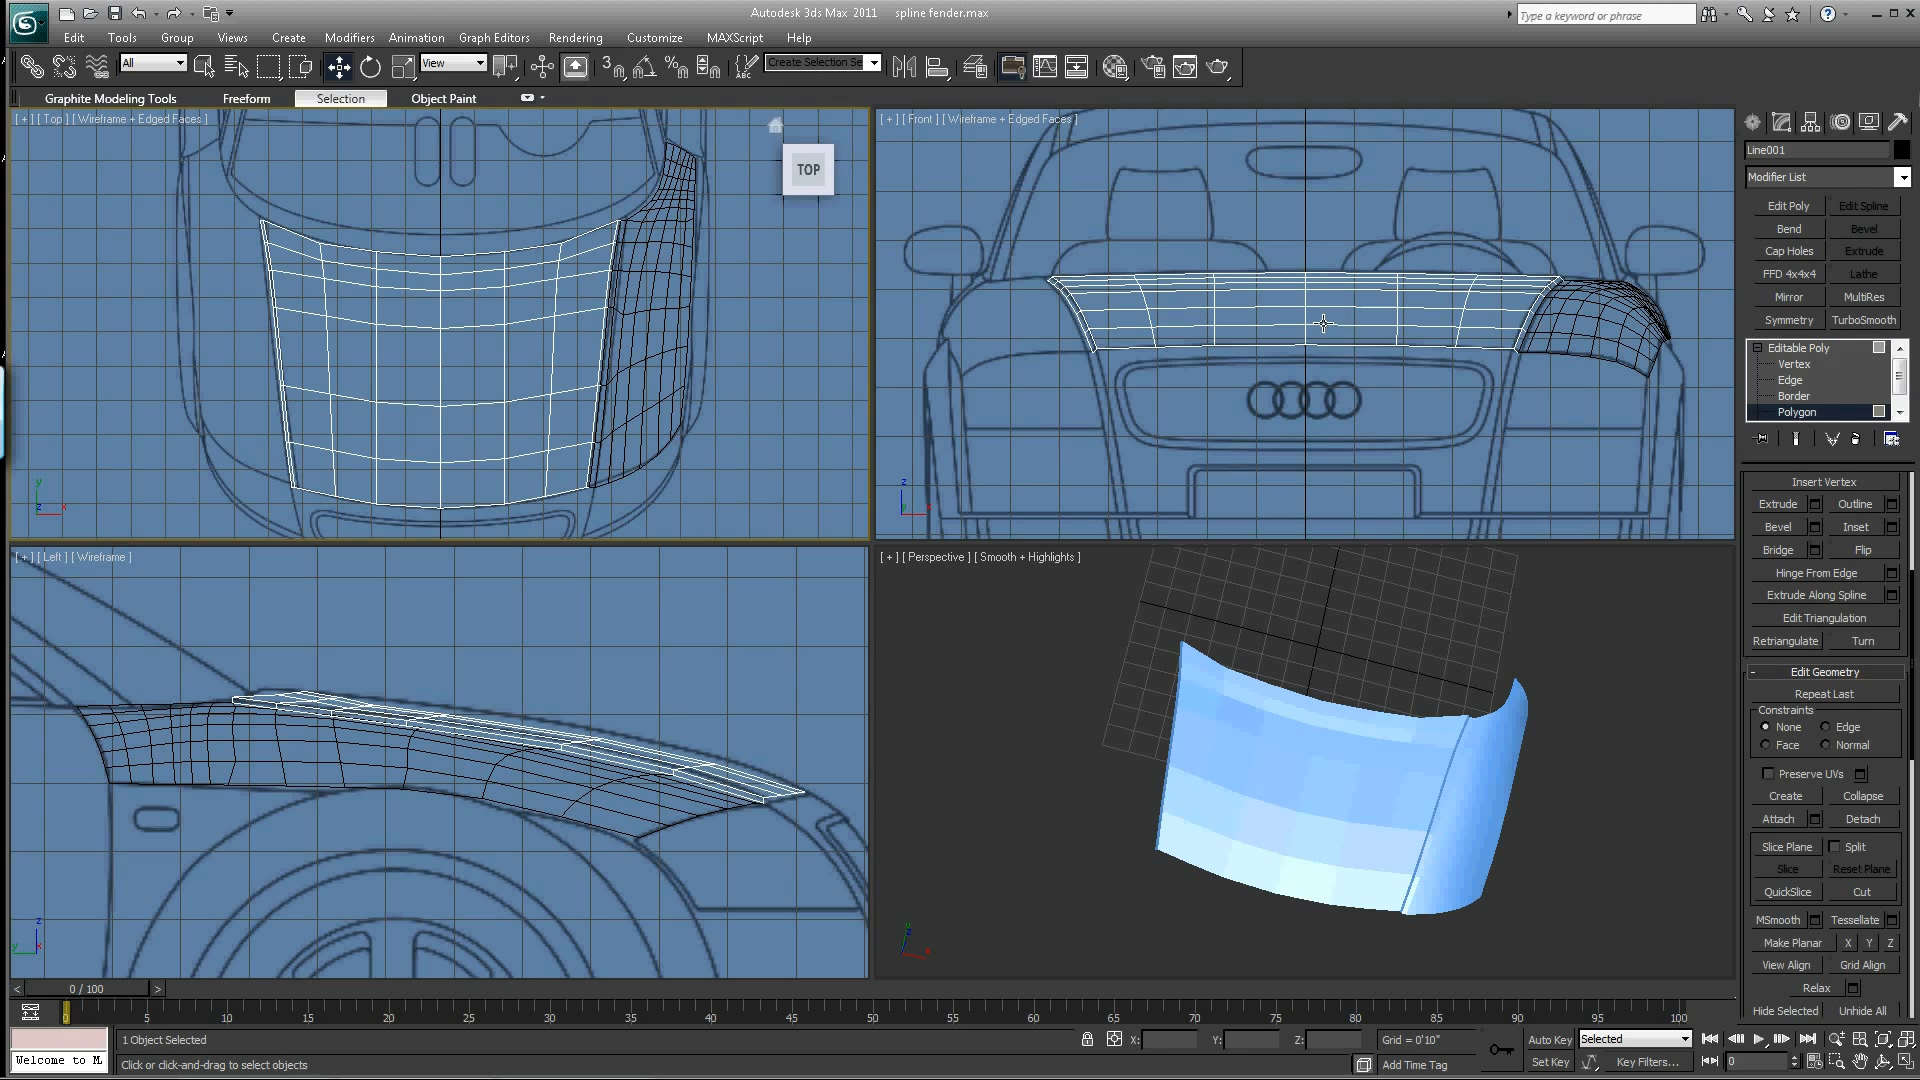 Autodesk 3ds Max 2011 spline fender.max
Type a keyword or phrase
Edit Tools Group Views Create Modifiers Animation Graph Editors Rendering Customize MAXScript Help
All View 3 ABC Create Selection Se
Graphite Modeling Tools Freeform Selection Object Paint
[ + ] [ Top ] [ Wireframe + Edged Faces ]
TOP
y
z
x
[ + ] [ Front ] [ Wireframe + Edged Faces ]
z
[ + ] [ Left ] [ Wireframe ]
z
y
x
[ + ] [ Perspective ] [ Smooth + Highlights ]
Line001
Modifier List
Edit Poly Edit Spline
Bend Bevel
Cap Holes Extrude
FFD 4x4x4 Lathe
Mirror MultiRes
Symmetry TurboSmooth
Editable Poly
Vertex
Edge
Border
Polygon
Insert Vertex
Extrude Outline
Bevel Inset
Bridge Flip
Hinge From Edge
Extrude Along Spline
Edit Triangulation
Retriangulate Turn
- Edit Geometry
Repeat Last
Constraints
None Edge
Face Normal
Preserve UVs
Create Collapse
Attach Detach
Slice Plane Split
Slice Reset Plane
QuickSlice Cut
MSmooth Tessellate
Make Planar X Y Z
View Align Grid Align
Relax
Hide Selected Unhide All
< 0 / 100 >
0 5 10 15 20 25 30 35 40 45 50 55 60 65 70 75 80 85 90 95 100
Welcome to M
1 Object Selected
Click or click-and-drag to select objects
X: Y: Z: Grid = 0'10"
Add Time Tag
Auto Key Selected
Set Key Key Filters...
0